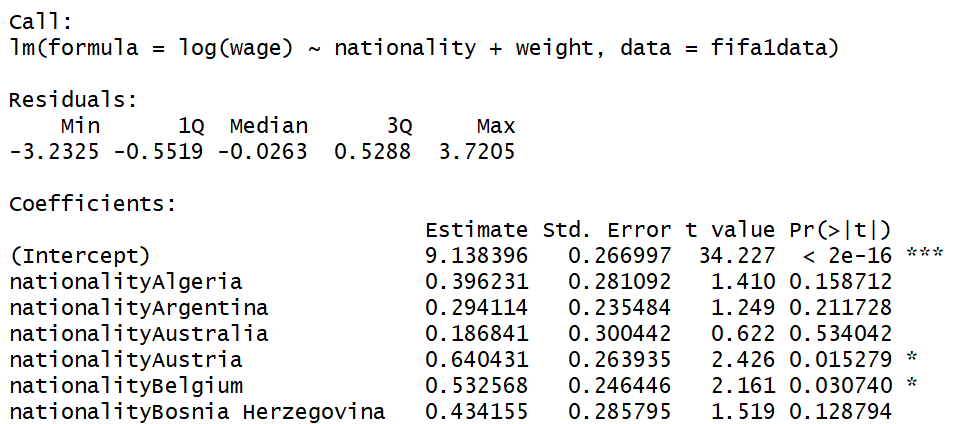 Call:
lm(formula = log(wage) ~ nationality + weight, data = fifa1data)

Residuals:
    Min      1Q  Median      3Q     Max
-3.2325 -0.5519 -0.0263  0.5288  3.7205

Coefficients:
                               Estimate Std. Error t value Pr(>|t|)
(Intercept)                    9.138396   0.266997  34.227  < 2e-16 ***
nationalityAlgeria             0.396231   0.281092   1.410 0.158712
nationalityArgentina           0.294114   0.235484   1.249 0.211728
nationalityAustralia           0.186841   0.300442   0.622 0.534042
nationalityAustria             0.640431   0.263935   2.426 0.015279 *
nationalityBelgium             0.532568   0.246446   2.161 0.030740 *
nationalityBosnia Herzegovina  0.434155   0.285795   1.519 0.128794